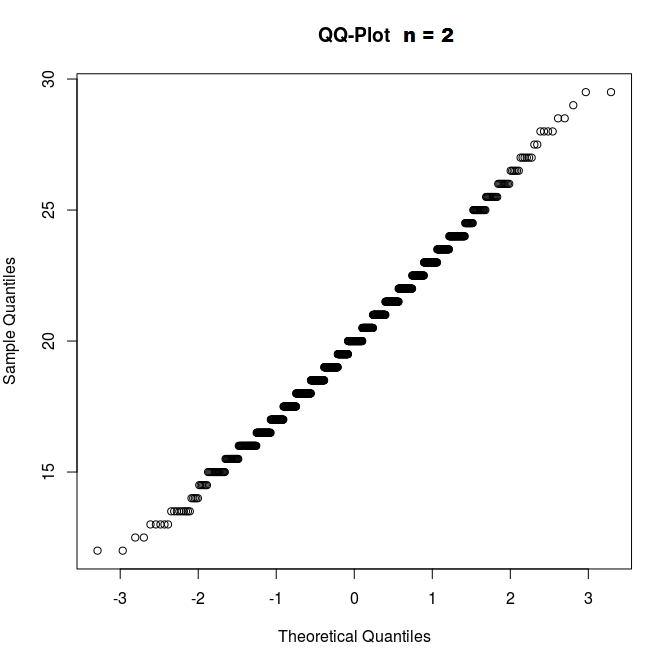 QQ-Plot n = 2
30
25
20
15
Sample Quantiles
-3 -2 -1 0 1 2 3
Theoretical Quantiles